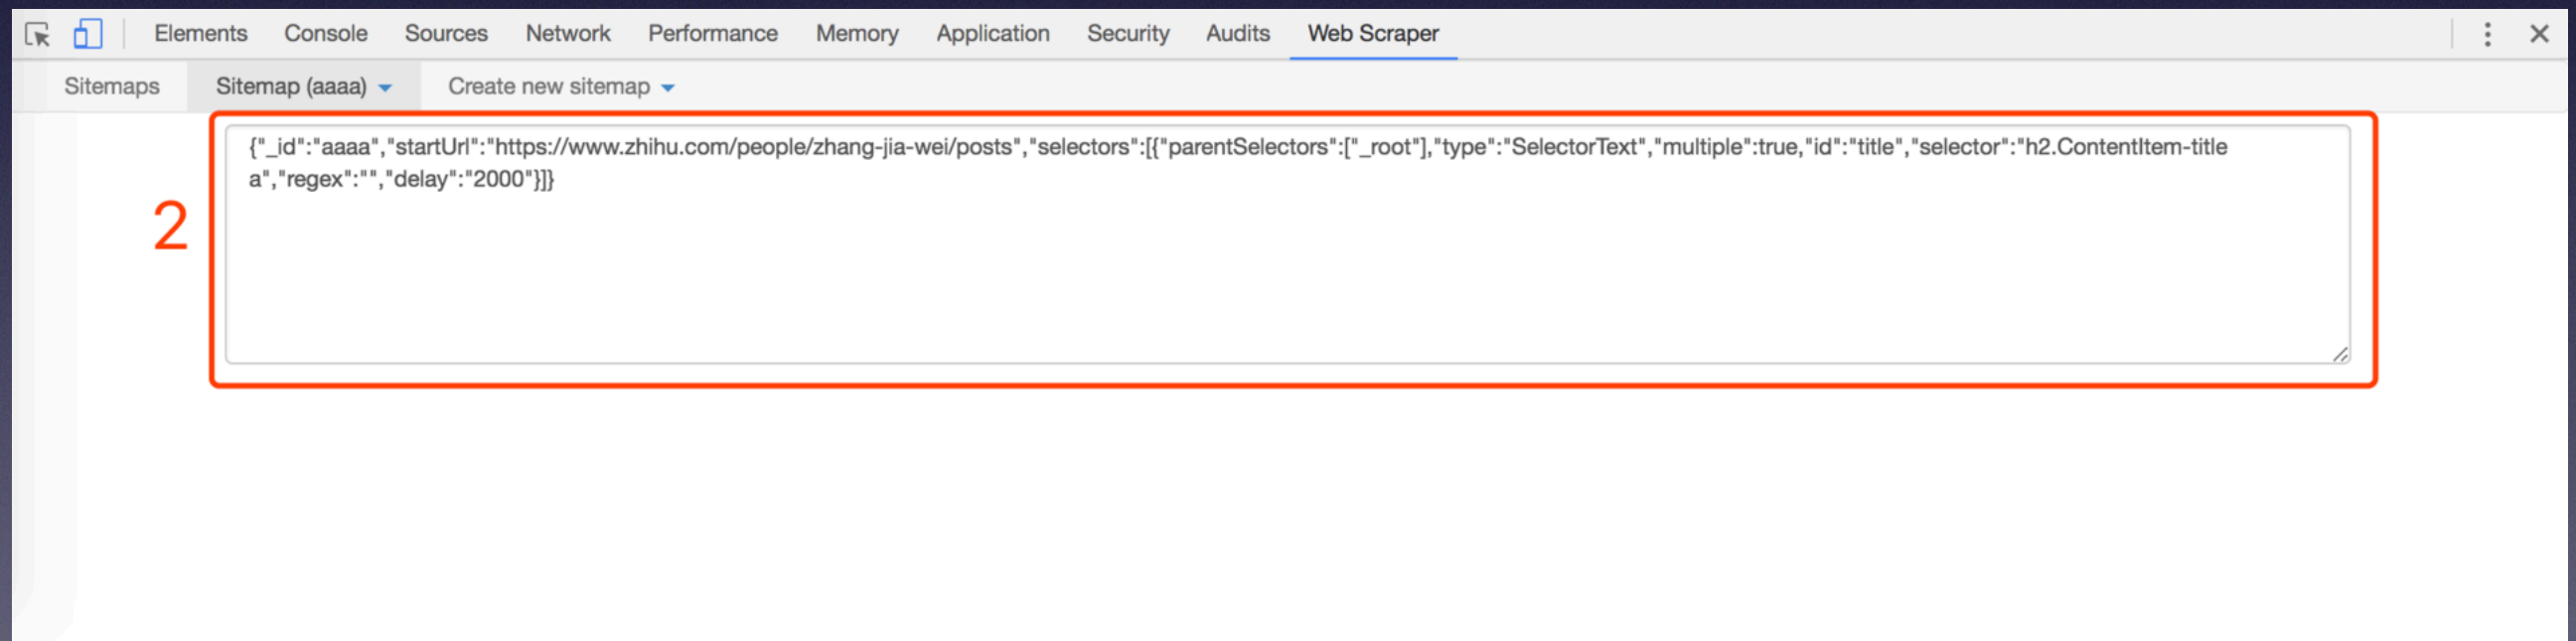 Elements Console Sources Network Performance Memory Application Security Audits Web Scraper
Sitemaps Sitemap (aaaa) Create new sitemap
{"_id":"aaaa","startUrl":"https://www.zhihu.com/people/zhang-jia-wei/posts","selectors":[{"parentSelectors":["_root"],"type":"SelectorText","multiple":true,"id":"title","selector":"h2.ContentItem-title
a","regex":"","delay":"2000"}]}
2